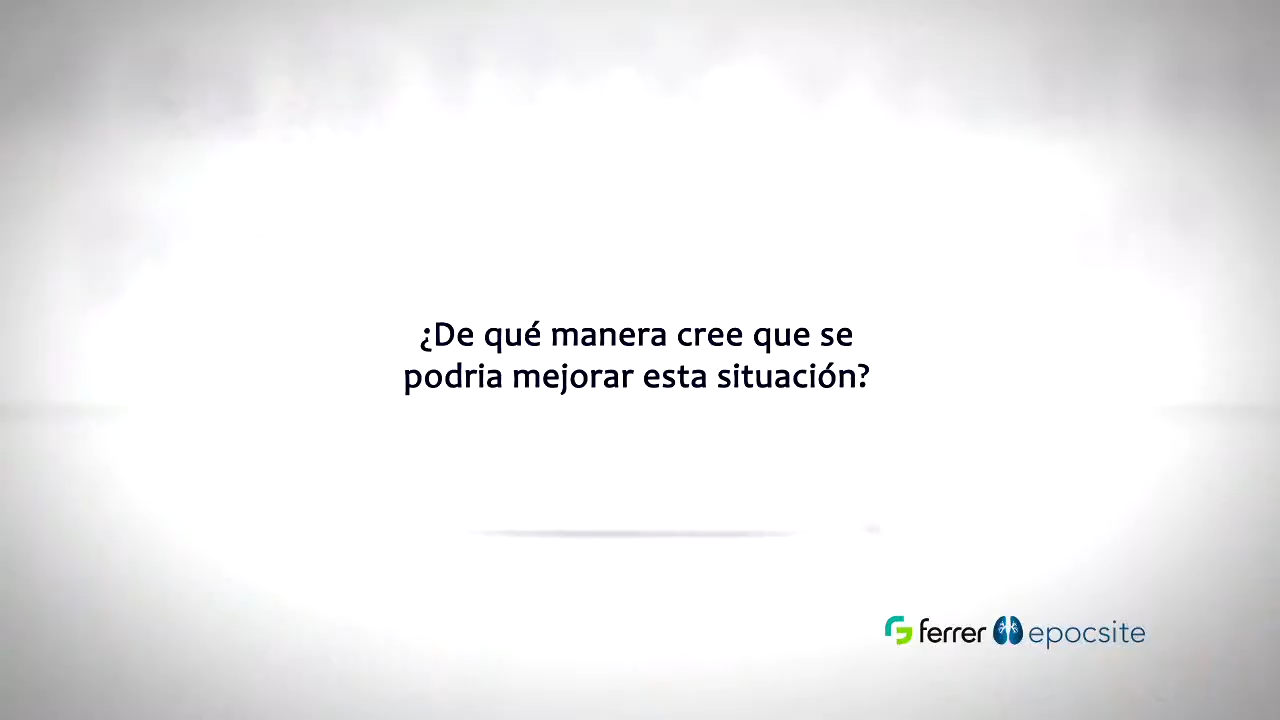 ¿De qué manera cree que se
podria mejorar esta situación?
ferrer epocsite